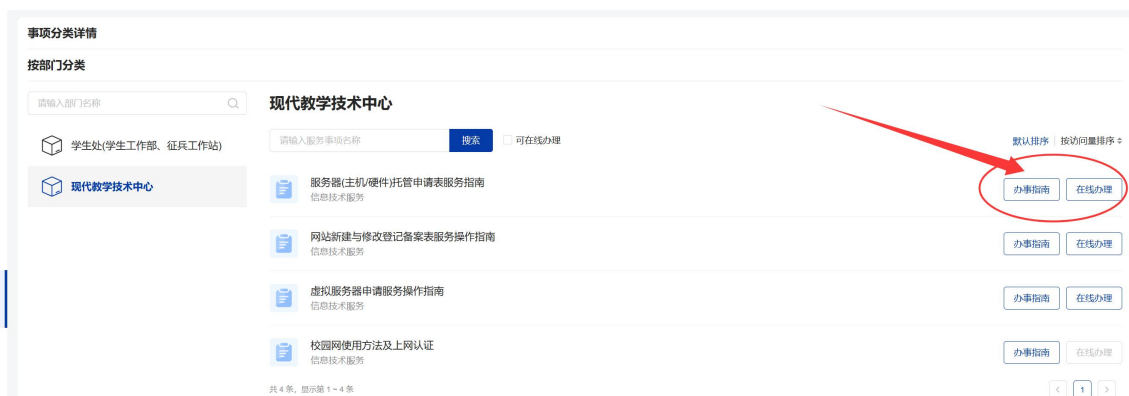 事项分类详情
按部门分类
请输入部门名称
学生处(学生工作部、征兵工作站)
现代教学技术中心
现代教学技术中心
请输入服务事项名称 搜索 可在线办理 默认排序 按访问量排序
服务器(主机/硬件)托管申请表服务指南 办事指南 在线办理
信息技术服务
网站新建与修改登记备案表服务操作指南 办事指南 在线办理
信息技术服务
虚拟服务器申请服务操作指南 办事指南 在线办理
信息技术服务
校园网使用方法及上网认证 办事指南 在线办理
信息技术服务
共 4 条, 显示第 1 ~ 4 条 < 1 >